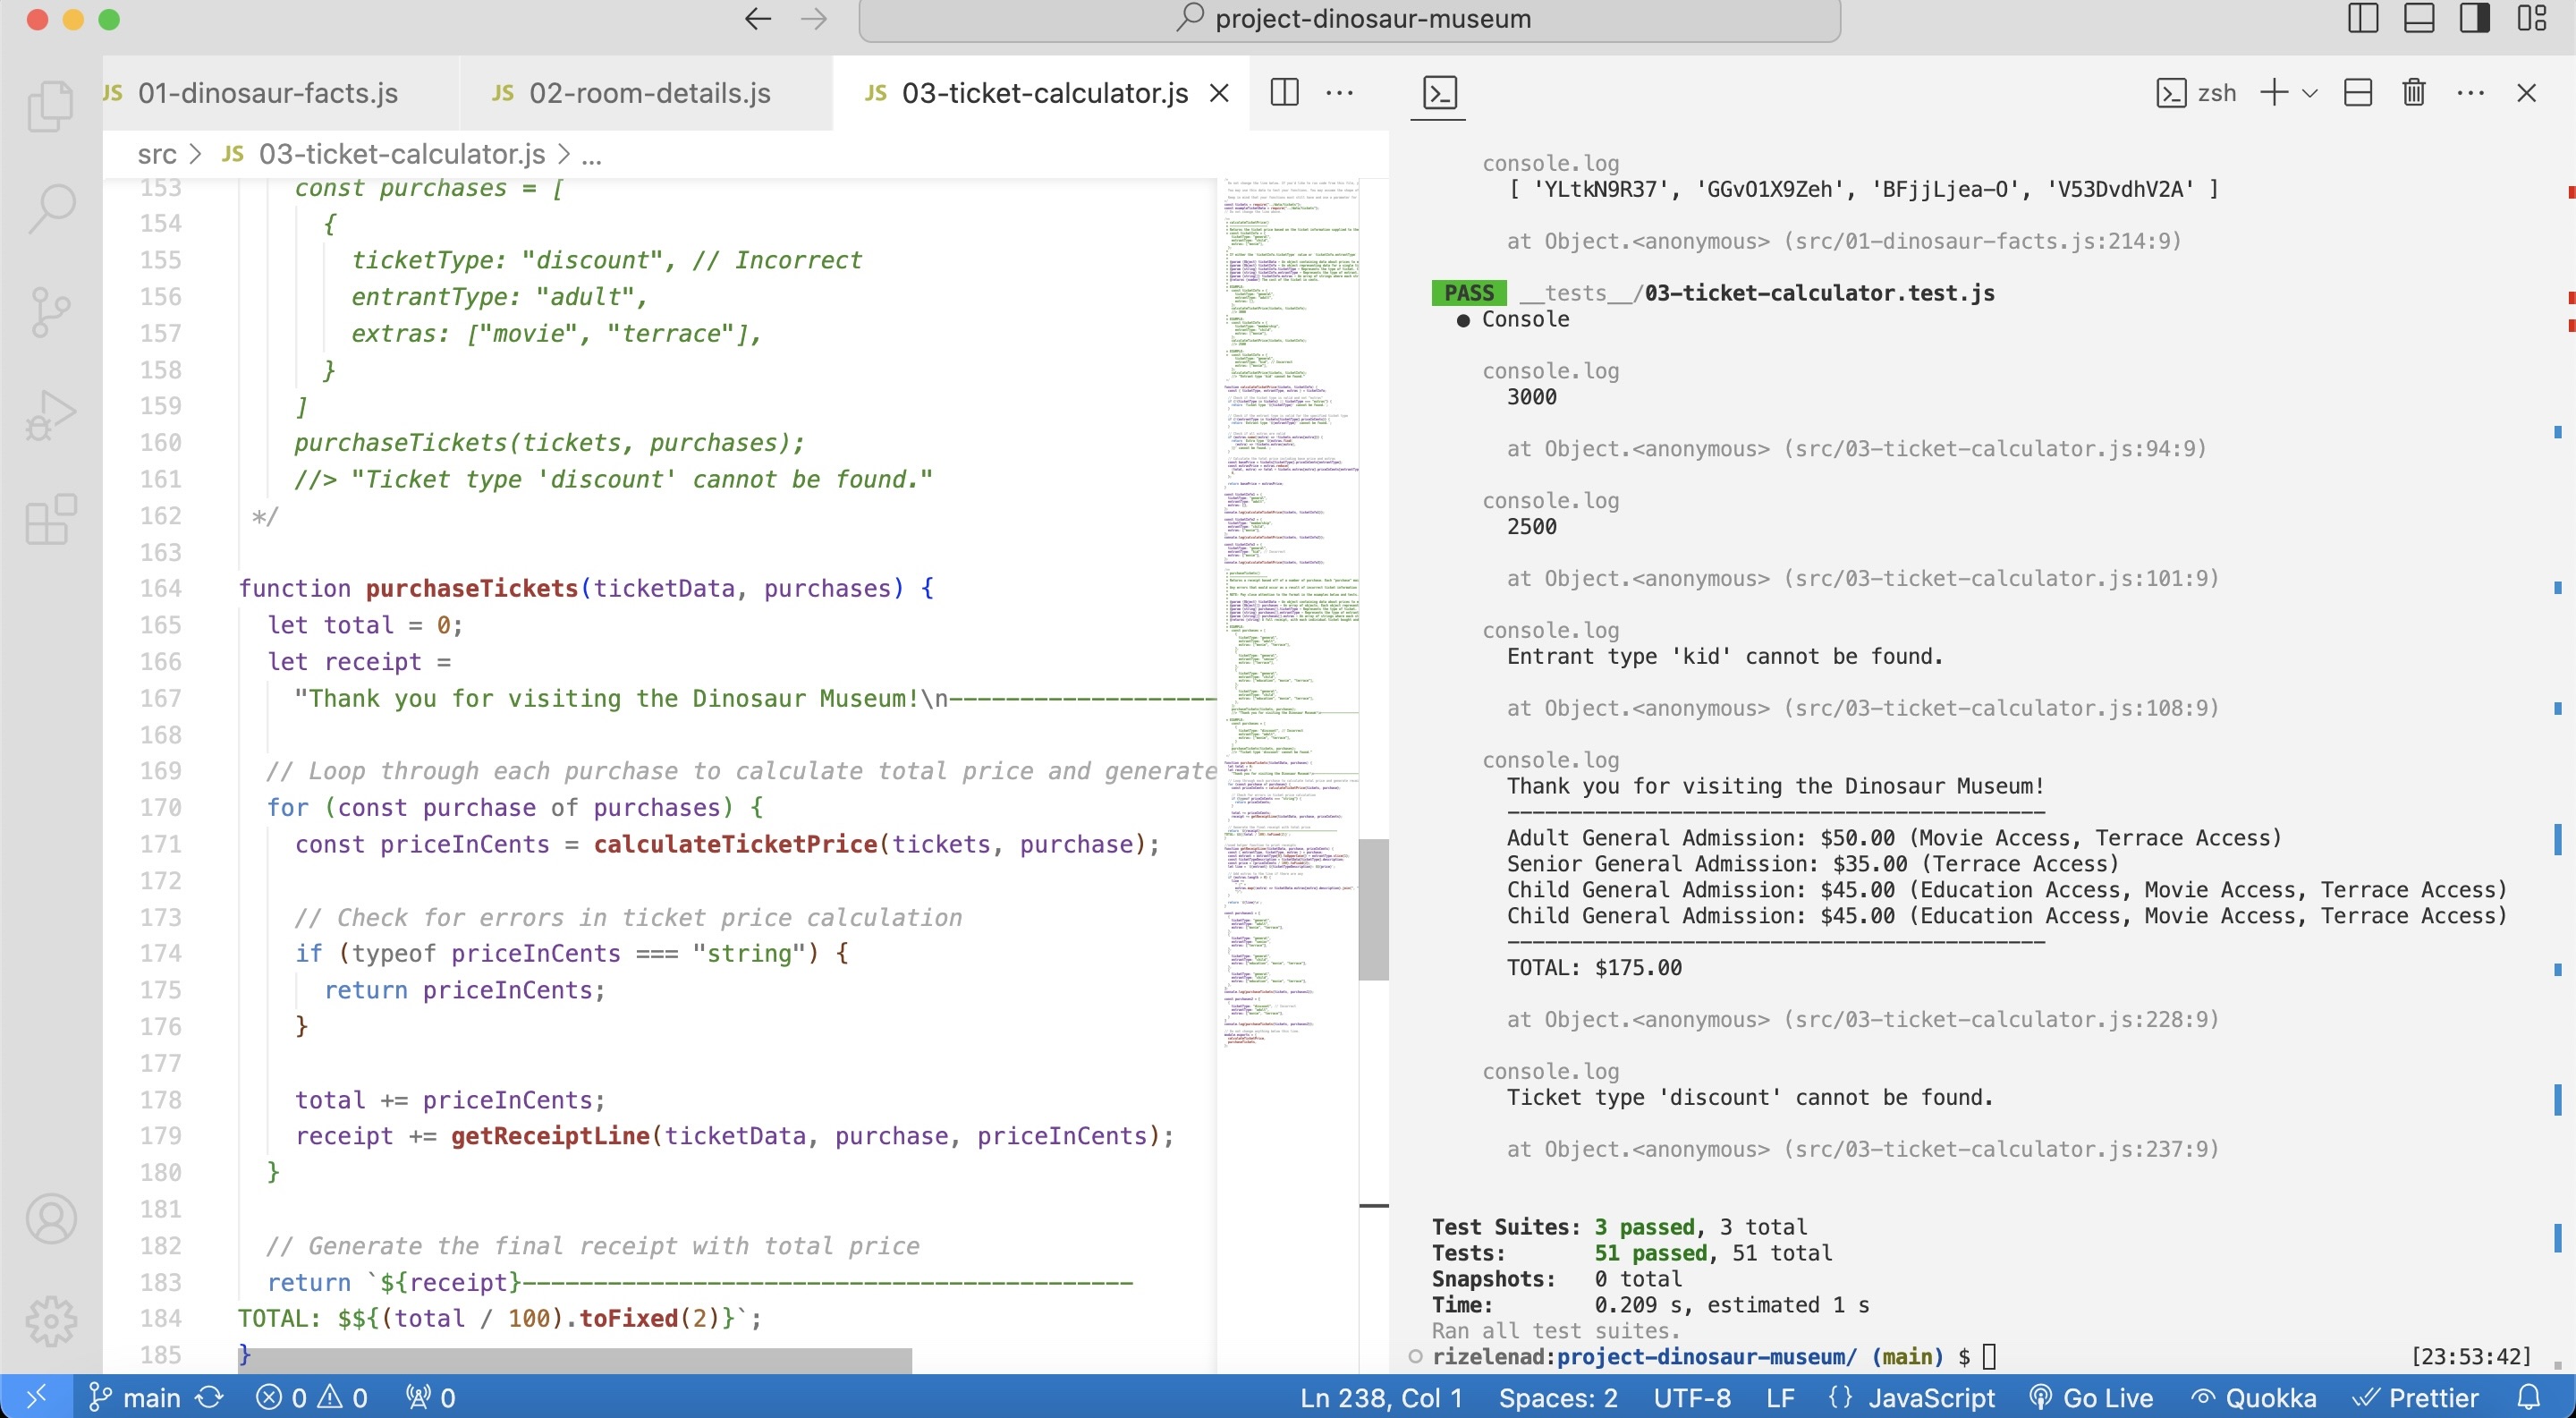 project-dinosaur-museum
JS 01-dinosaur-facts.js
JS 02-room-details.js
JS 03-ticket-calculator.js
zsh
src > JS 03-ticket-calculator.js > ...
153 const purchases = [
154 {
155 ticketType: "discount", // Incorrect
156 entrantType: "adult",
157 extras: ["movie", "terrace"],
158 }
159 ]
160 purchaseTickets(tickets, purchases);
161 //> "Ticket type 'discount' cannot be found."
162 */
163
164 function purchaseTickets(ticketData, purchases) {
165 let total = 0;
166 let receipt =
167 "Thank you for visiting the Dinosaur Museum!\n-------------------
168
169 // Loop through each purchase to calculate total price and generate
170 for (const purchase of purchases) {
171 const priceInCents = calculateTicketPrice(tickets, purchase);
172
173 // Check for errors in ticket price calculation
174 if (typeof priceInCents === "string") {
175 return priceInCents;
176 }
177
178 total += priceInCents;
179 receipt += getReceiptLine(ticketData, purchase, priceInCents);
180 }
181
182 // Generate the final receipt with total price
183 return `${receipt}-------------------------------------------
184 TOTAL: $${(total / 100).toFixed(2)}`;
185 }
console.log
[ 'YLtkN9R37', 'GGvO1X9Zeh', 'BFjjLjea-O', 'V53DvdhV2A' ]
at Object.<anonymous> (src/01-dinosaur-facts.js:214:9)
PASS __tests__/03-ticket-calculator.test.js
● Console
console.log
3000
at Object.<anonymous> (src/03-ticket-calculator.js:94:9)
console.log
2500
at Object.<anonymous> (src/03-ticket-calculator.js:101:9)
console.log
Entrant type 'kid' cannot be found.
at Object.<anonymous> (src/03-ticket-calculator.js:108:9)
console.log
Thank you for visiting the Dinosaur Museum!
-------------------------------------------
Adult General Admission: $50.00 (Movie Access, Terrace Access)
Senior General Admission: $35.00 (Terrace Access)
Child General Admission: $45.00 (Education Access, Movie Access, Terrace Access)
Child General Admission: $45.00 (Education Access, Movie Access, Terrace Access)
-------------------------------------------
TOTAL: $175.00
at Object.<anonymous> (src/03-ticket-calculator.js:228:9)
console.log
Ticket type 'discount' cannot be found.
at Object.<anonymous> (src/03-ticket-calculator.js:237:9)
Test Suites: 3 passed, 3 total
Tests: 51 passed, 51 total
Snapshots: 0 total
Time: 0.209 s, estimated 1 s
Ran all test suites.
rizelenad:project-dinosaur-museum/ (main) $ [23:53:42]
main 0 0 0 Ln 238, Col 1 Spaces: 2 UTF-8 LF {} JavaScript Go Live Quokka Prettier